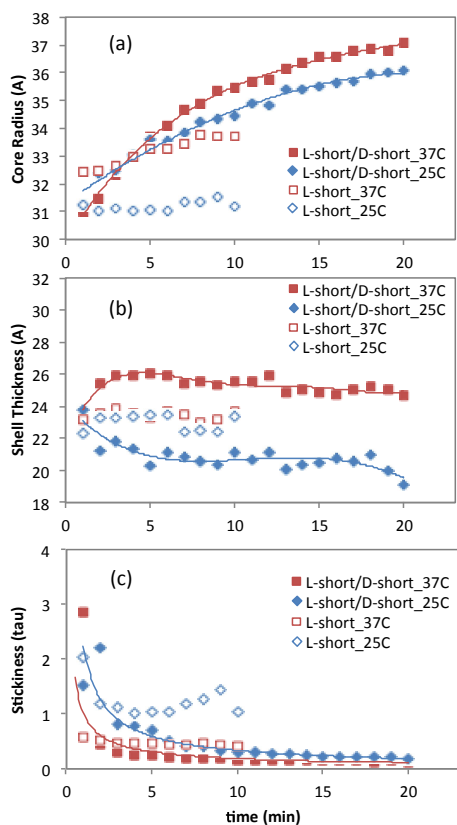 (a)
Core Radius (A)
38
37
36
35
34
33
32
31
30
L-short/D-short_37C
L-short/D-short_25C
L-short_37C
L-short_25C
0 5 10 15 20
(b)
Shell Thickness (A)
32
30
28
26
24
22
20
18
L-short/D-short_37C
L-short/D-short_25C
L-short_37C
L-short_25C
0 5 10 15 20
(c)
Stickiness (tau)
4
3
2
1
0
L-short/D-short_37C
L-short/D-short_25C
L-short_37C
L-short_25C
0 5 10 15 20
time (min)